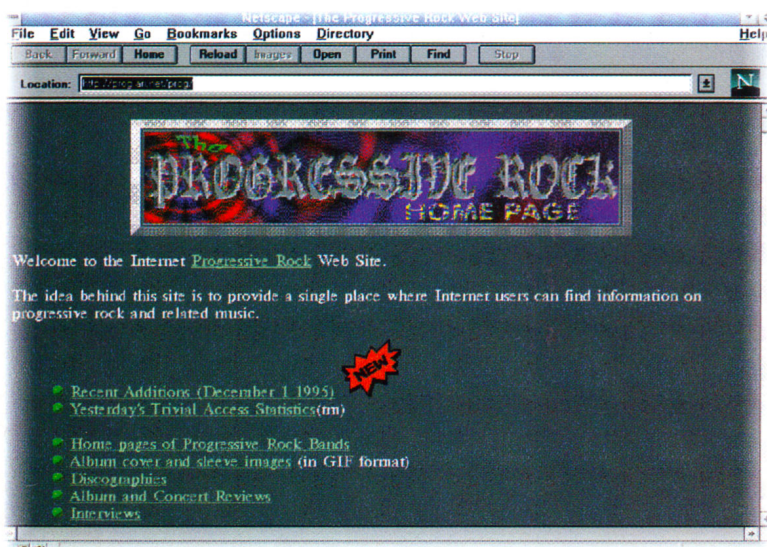 Netscape - [The Progressive Rock Web Site]
File Edit View Go Bookmarks Options Directory Help
Back Forward Home Reload Images Open Print Find Stop
Location:
N
The
PROGRESSIVE ROCK
HOME PAGE
Welcome to the Internet Progressive Rock Web Site.
The idea behind this site is to provide a single place where Internet users can find information on
progressive rock and related music.
NEW
Recent Additions (December 1 1995)
Yesterday's Trivial Access Statistics(tm)
Home pages of Progressive Rock Bands
Album cover and sleeve images (in GIF format)
Discographies
Album and Concert Reviews
Interviews